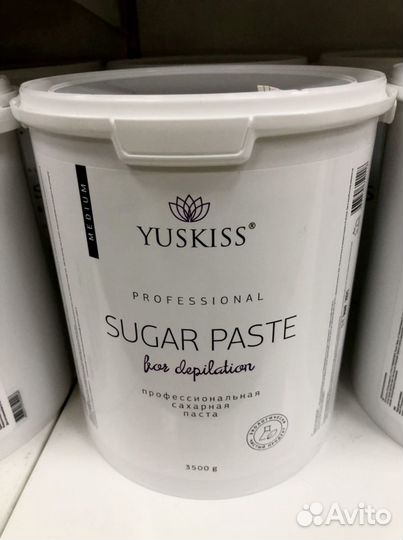 MEDIUM
YUSKISS®
PROFESSIONAL
SUGAR PASTE
for depilation
профессиональная
сахарная
паста
3500 g
Avito